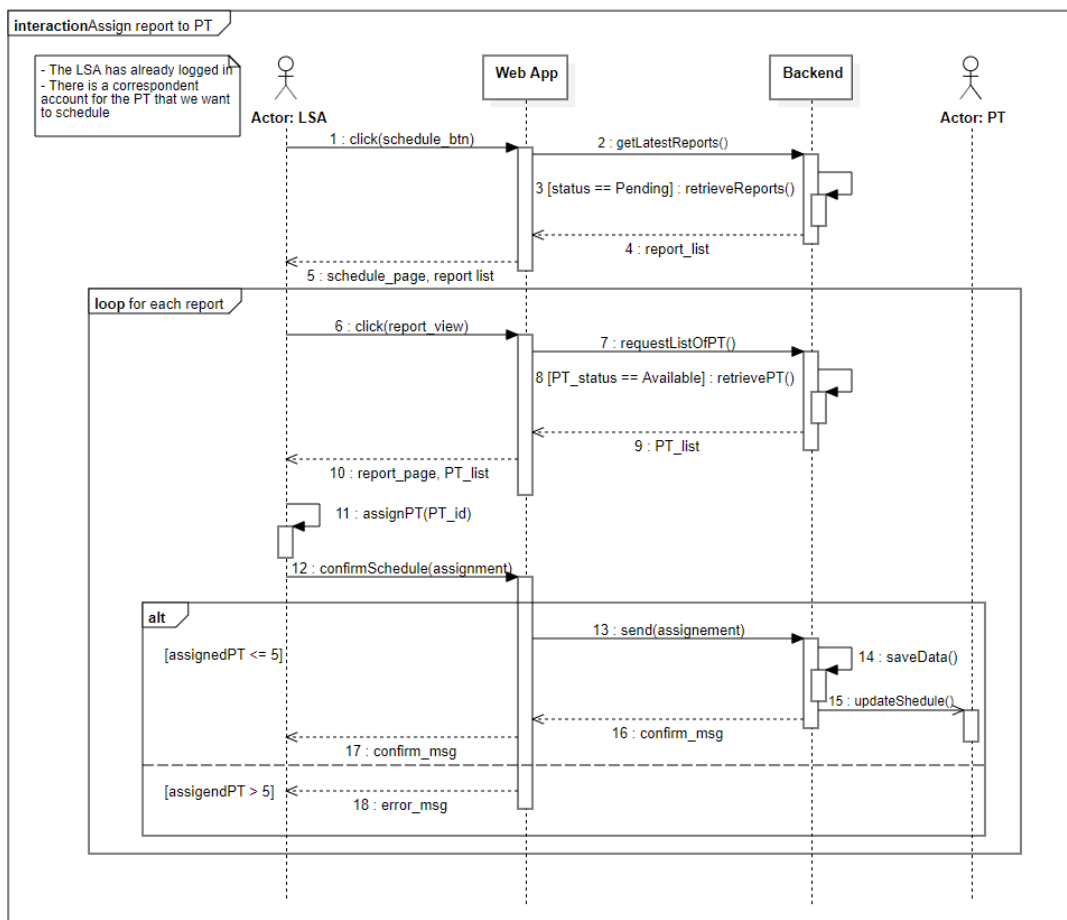 interactionAssign report to PT
- The LSA has already logged in
- There is a correspondent
account for the PT that we want
to schedule
Actor: LSA
Web App
Backend
Actor: PT
1 : click(schedule_btn)
2 : getLatestReports()
3 [status == Pending] : retrieveReports()
4 : report_list
5 : schedule_page, report list
loop for each report
6 : click(report_view)
7 : requestListOfPT()
8 [PT_status == Available] : retrievePT()
9 : PT_list
10 : report_page, PT_list
11 : assignPT(PT_id)
12 : confirmSchedule(assignment)
alt
[assignedPT <= 5]
13 : send(assignement)
14 : saveData()
15 : updateShedule()
16 : confirm_msg
17 : confirm_msg
[assigendPT > 5]
18 : error_msg